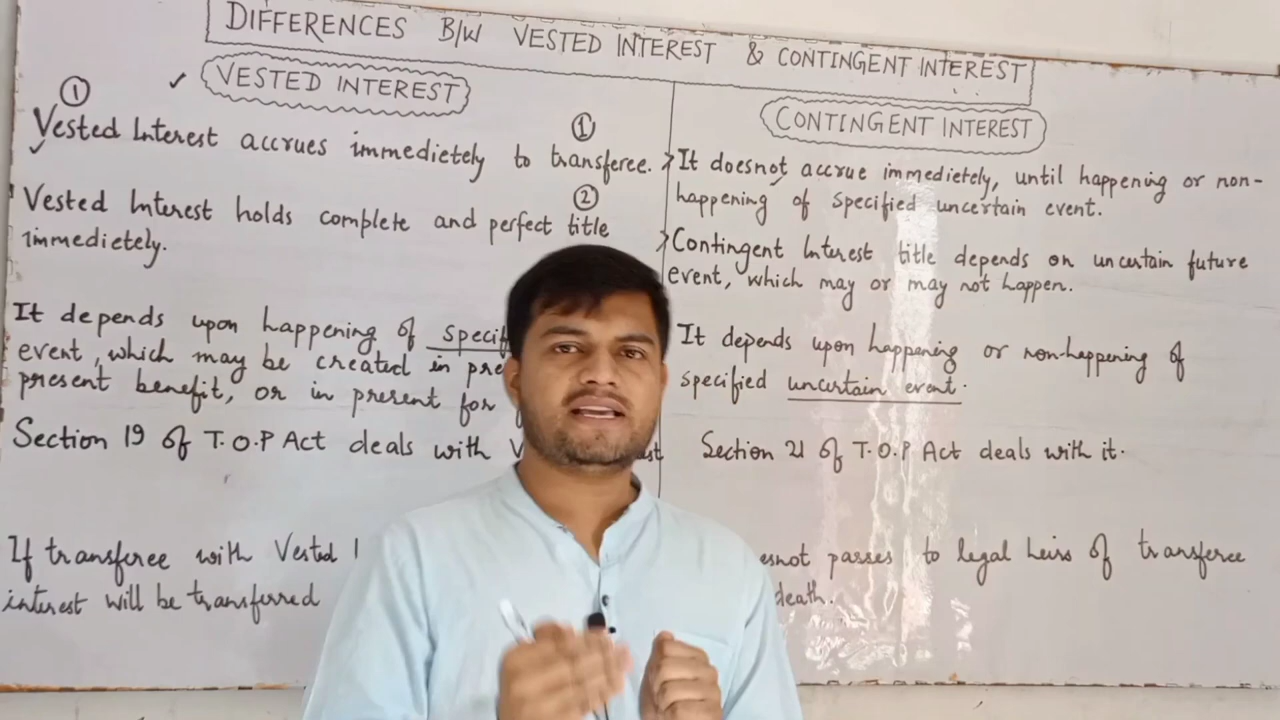 DIFFERENCES B/W VESTED INTEREST & CONTINGENT INTEREST
VESTED INTEREST
①
Vested Interest accrues immedietely to transferee.
Vested Interest holds complete and perfect title
immedietely.
It depends upon happening of
event, which may be created in
present benefit, or in present for
Section 19 of T.O.P Act deals with
If transferee with Vested
interest will be transferred
CONTINGENT INTEREST
①
It doesnot accrue immedietely, until happening or non-
happening of specified uncertain event.
②
Contingent Interest title depends on uncertain future
event, which may or may not happen.
It depends upon happening or non-happening of
specified uncertain event.
Section 21 of T.O.P Act deals with it.
passes to legal heirs of transferee
death.